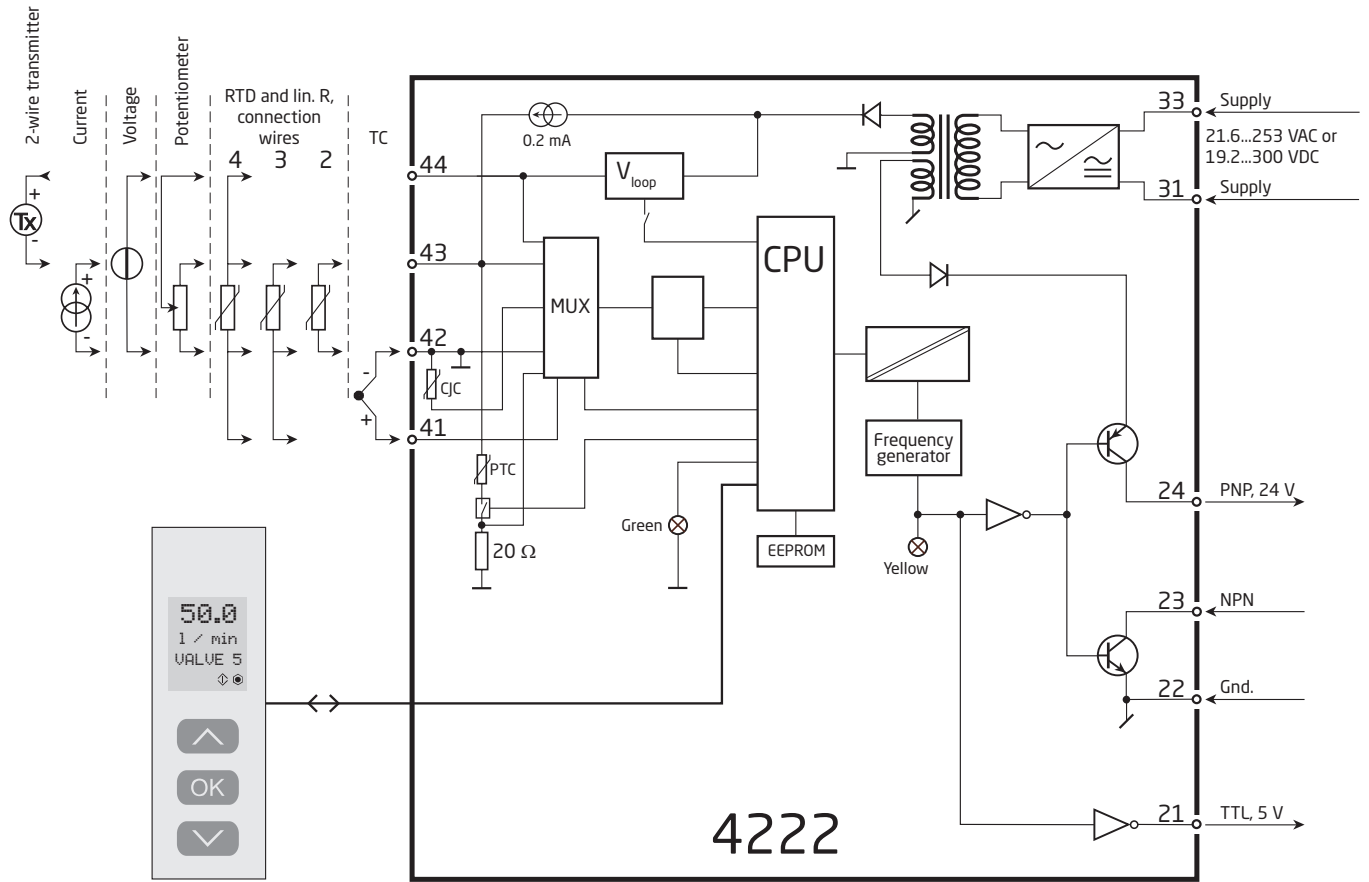 2-wire transmitter
Current
Voltage
Potentiometer
RTD and lin. R,
connection
wires
4 3 2
TC
+
Tx
-
+
-
-
+
44
43
42
41
0.2 mA
Vloop
MUX
CPU
CJC
PTC
20 Ω
Green
EEPROM
Frequency
generator
Yellow
33
Supply
21.6...253 VAC or
19.2...300 VDC
31
Supply
24
PNP, 24 V
23
NPN
22
Gnd.
21
TTL, 5 V
50.0
l / min
VALVE 5
OK
4222